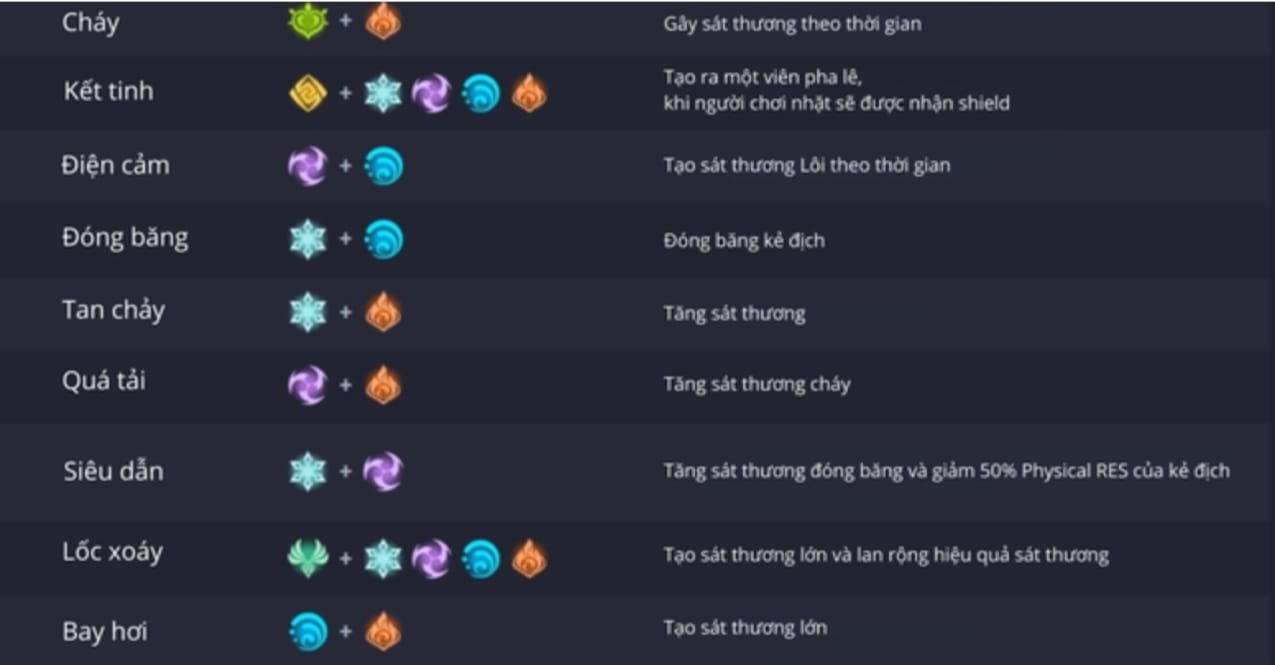 Cháy + Gây sát thương theo thời gian
Kết tinh + Tạo ra một viên pha lê,
khi người chơi nhặt sẽ được nhận shield
Điện cảm + Tạo sát thương Lôi theo thời gian
Đóng băng + Đóng băng kẻ địch
Tan chảy + Tăng sát thương
Quá tải + Tăng sát thương cháy
Siêu dẫn + Tăng sát thương đóng băng và giảm 50% Physical RES của kẻ địch
Lốc xoáy + Tạo sát thương lớn và lan rộng hiệu quả sát thương
Bay hơi + Tạo sát thương lớn